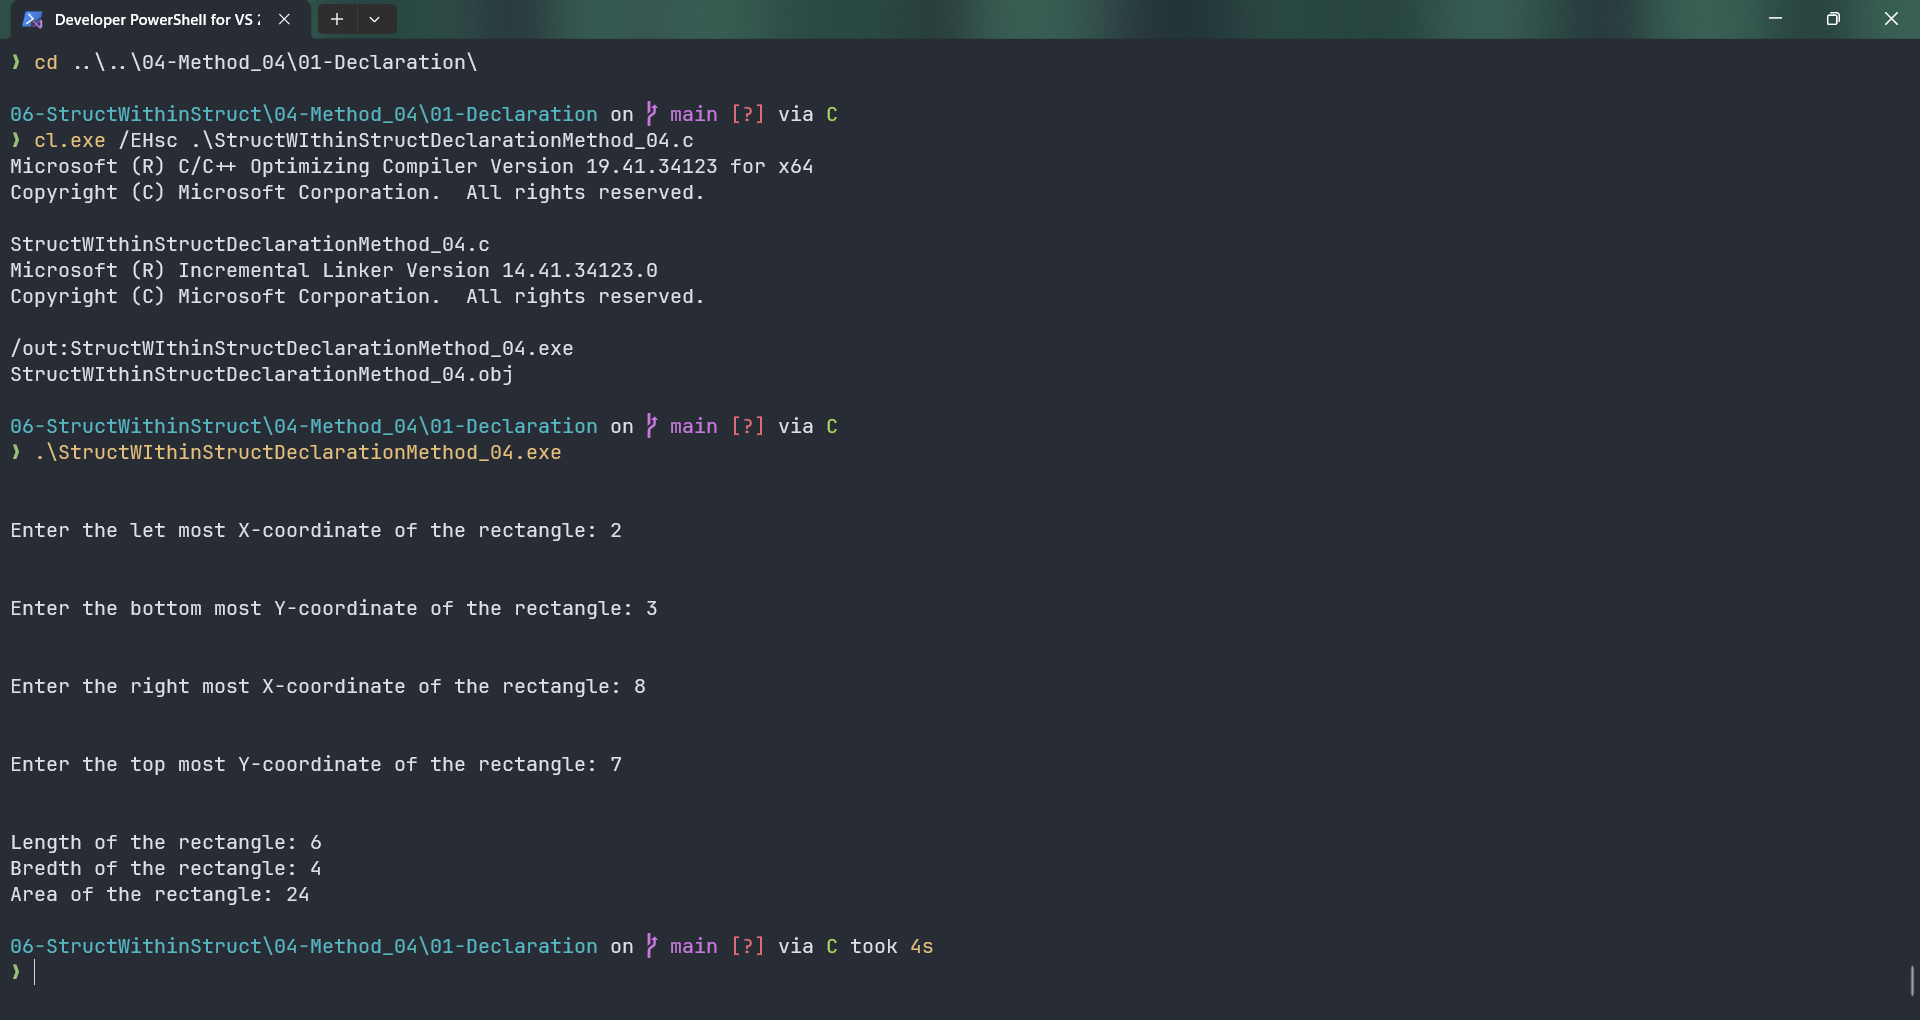 Developer PowerShell for VS 2
❯ cd ..\..\04-Method_04\01-Declaration\
06-StructWithinStruct\04-Method_04\01-Declaration on main [?] via C
❯ cl.exe /EHsc .\StructWIthinStructDeclarationMethod_04.c
Microsoft (R) C/C++ Optimizing Compiler Version 19.41.34123 for x64
Copyright (C) Microsoft Corporation.  All rights reserved.
StructWIthinStructDeclarationMethod_04.c
Microsoft (R) Incremental Linker Version 14.41.34123.0
Copyright (C) Microsoft Corporation.  All rights reserved.
/out:StructWIthinStructDeclarationMethod_04.exe
StructWIthinStructDeclarationMethod_04.obj
06-StructWithinStruct\04-Method_04\01-Declaration on main [?] via C
❯ .\StructWIthinStructDeclarationMethod_04.exe
Enter the let most X-coordinate of the rectangle: 2
Enter the bottom most Y-coordinate of the rectangle: 3
Enter the right most X-coordinate of the rectangle: 8
Enter the top most Y-coordinate of the rectangle: 7
Length of the rectangle: 6
Bredth of the rectangle: 4
Area of the rectangle: 24
06-StructWithinStruct\04-Method_04\01-Declaration on main [?] via C took 4s
❯